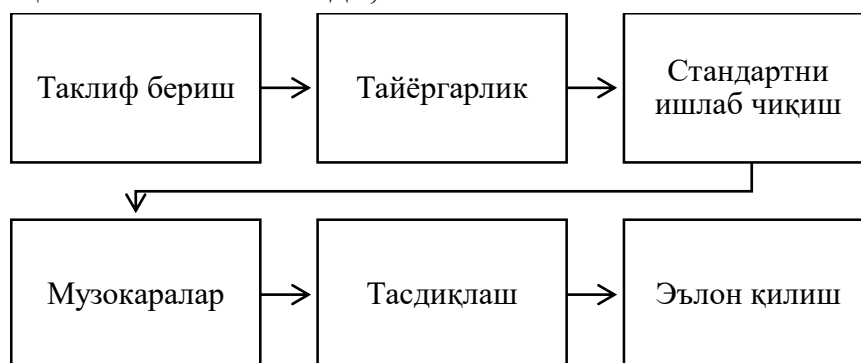 Таклиф бериш
Тайёргарлик
Стандартни
ишлаб чиқиш
Музокаралар
Тасдиқлаш
Эълон қилиш